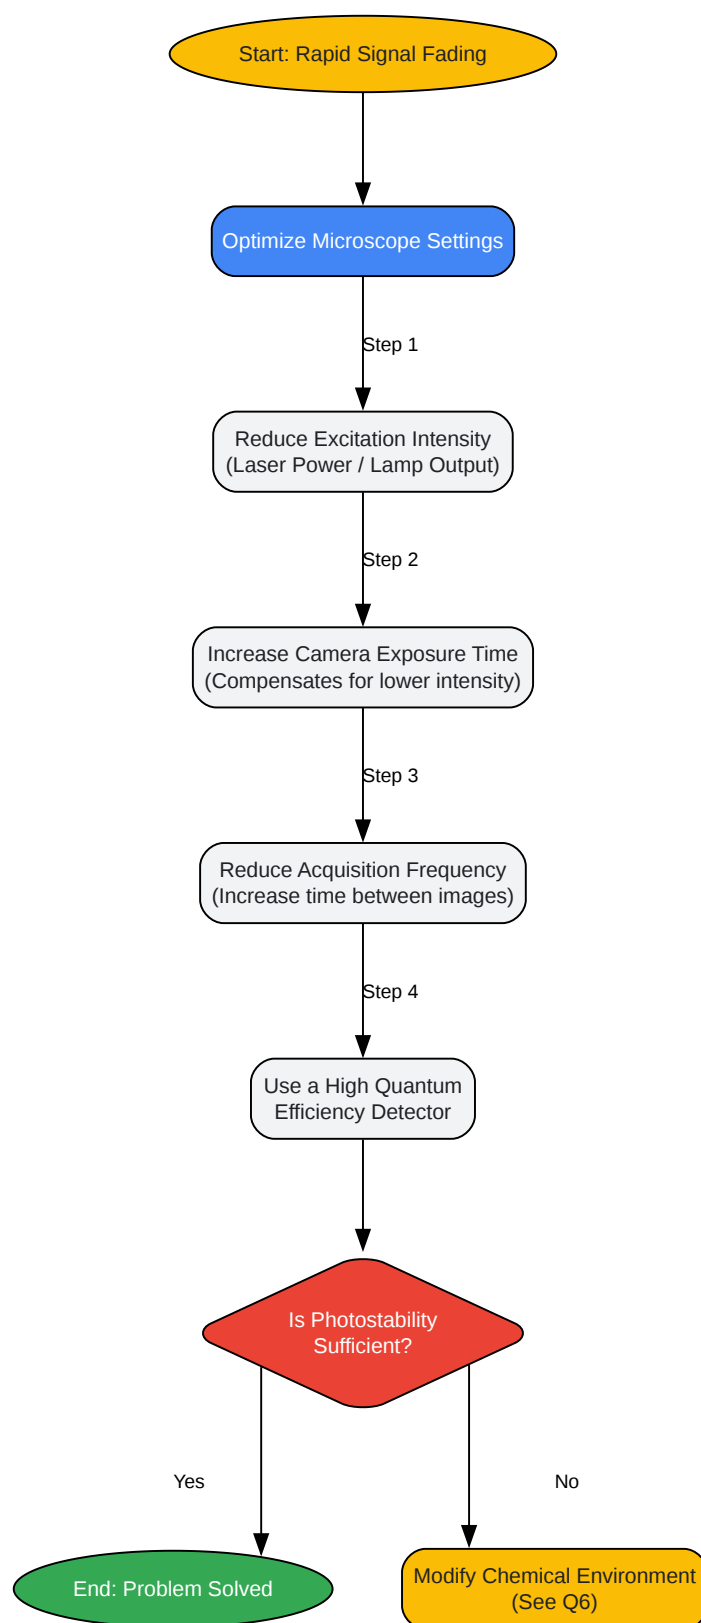 Start: Rapid Signal Fading
Optimize Microscope Settings
Step 1
Reduce Excitation Intensity
(Laser Power / Lamp Output)
Step 2
Increase Camera Exposure Time
(Compensates for lower intensity)
Step 3
Reduce Acquisition Frequency
(Increase time between images)
Step 4
Use a High Quantum
Efficiency Detector
Is Photostability
Sufficient?
Yes
No
End: Problem Solved
Modify Chemical Environment
(See Q6)